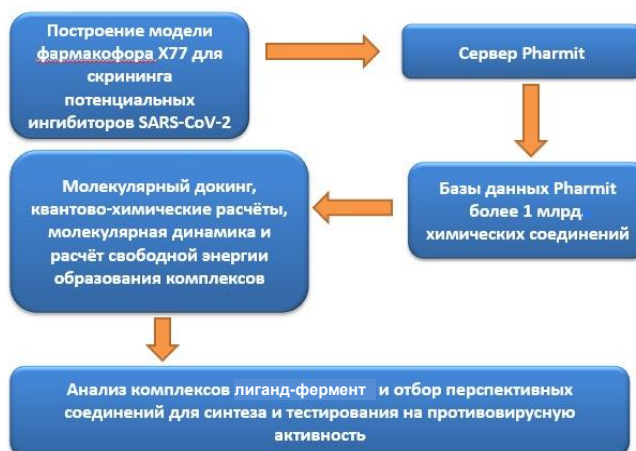 Построение модели
фармакофора X77 для
скрининга
потенциальных
ингибиторов SARS-CoV-2
Сервер Pharmit
Базы данных Pharmit
более 1 млрд
химических соединений
Молекулярный докинг,
квантово-химические расчёты,
молекулярная динамика и
расчёт свободной энергии
образования комплексов
Анализ комплексов лиганд-фермент и отбор перспективных
соединений для синтеза и тестирования на противовирусную
активность